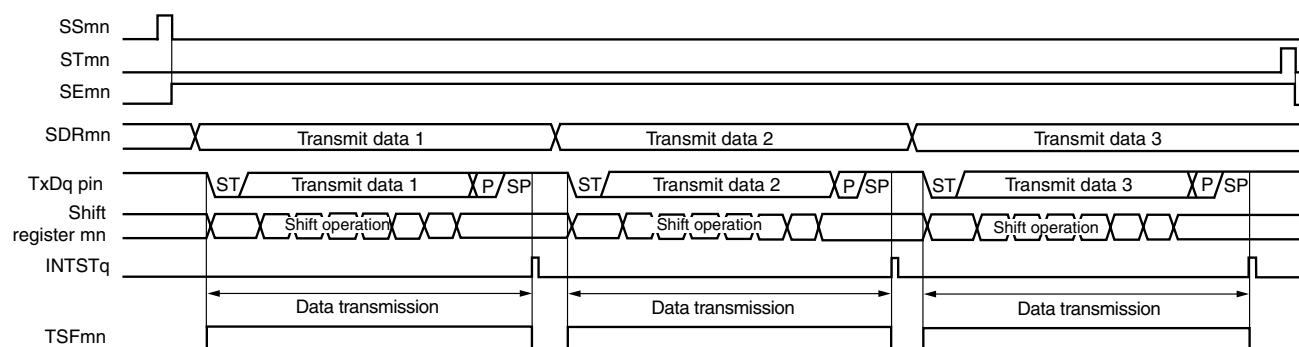 SSmn
STmn
SEmn
SDRmn Transmit data 1 Transmit data 2 Transmit data 3
TxDq pin ST Transmit data 1 P SP ST Transmit data 2 P SP ST Transmit data 3 P SP
Shift
register mn Shift operation Shift operation Shift operation
INTSTq
Data transmission Data transmission Data transmission
TSFmn